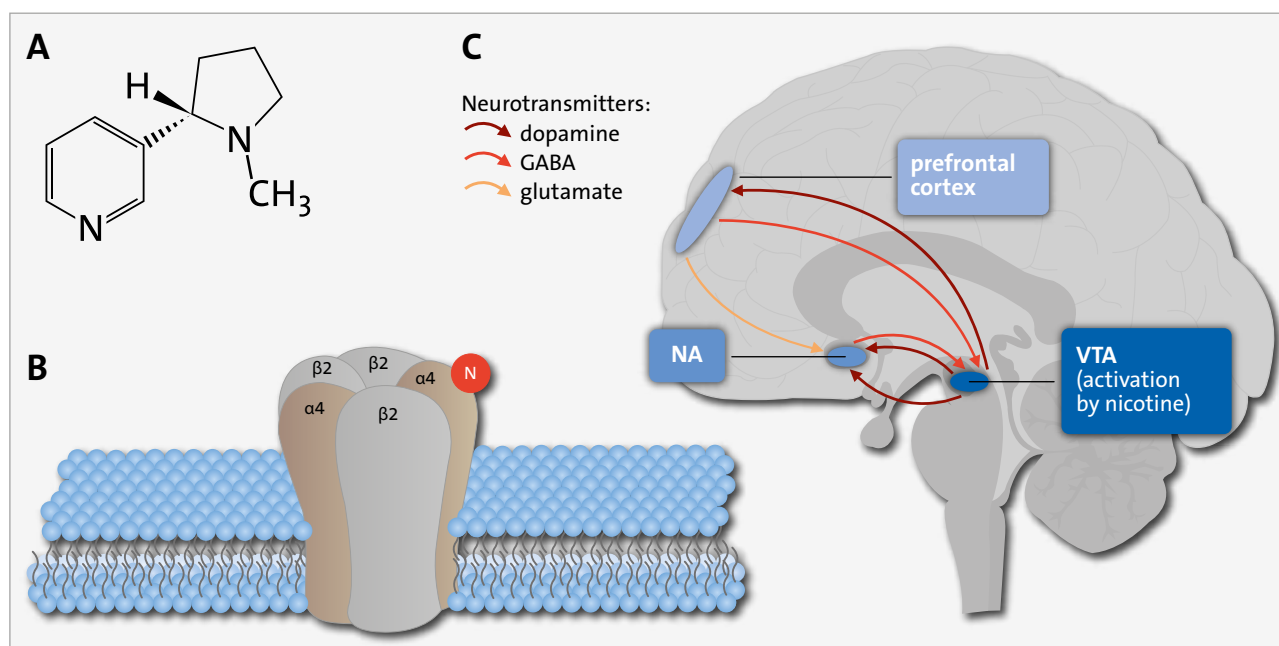 A
H
N
CH3
N
B
β2
β2
α4
α4
β2
N
C
Neurotransmitters:
dopamine
GABA
glutamate
prefrontal
cortex
NA
VTA
(activation
by nicotine)